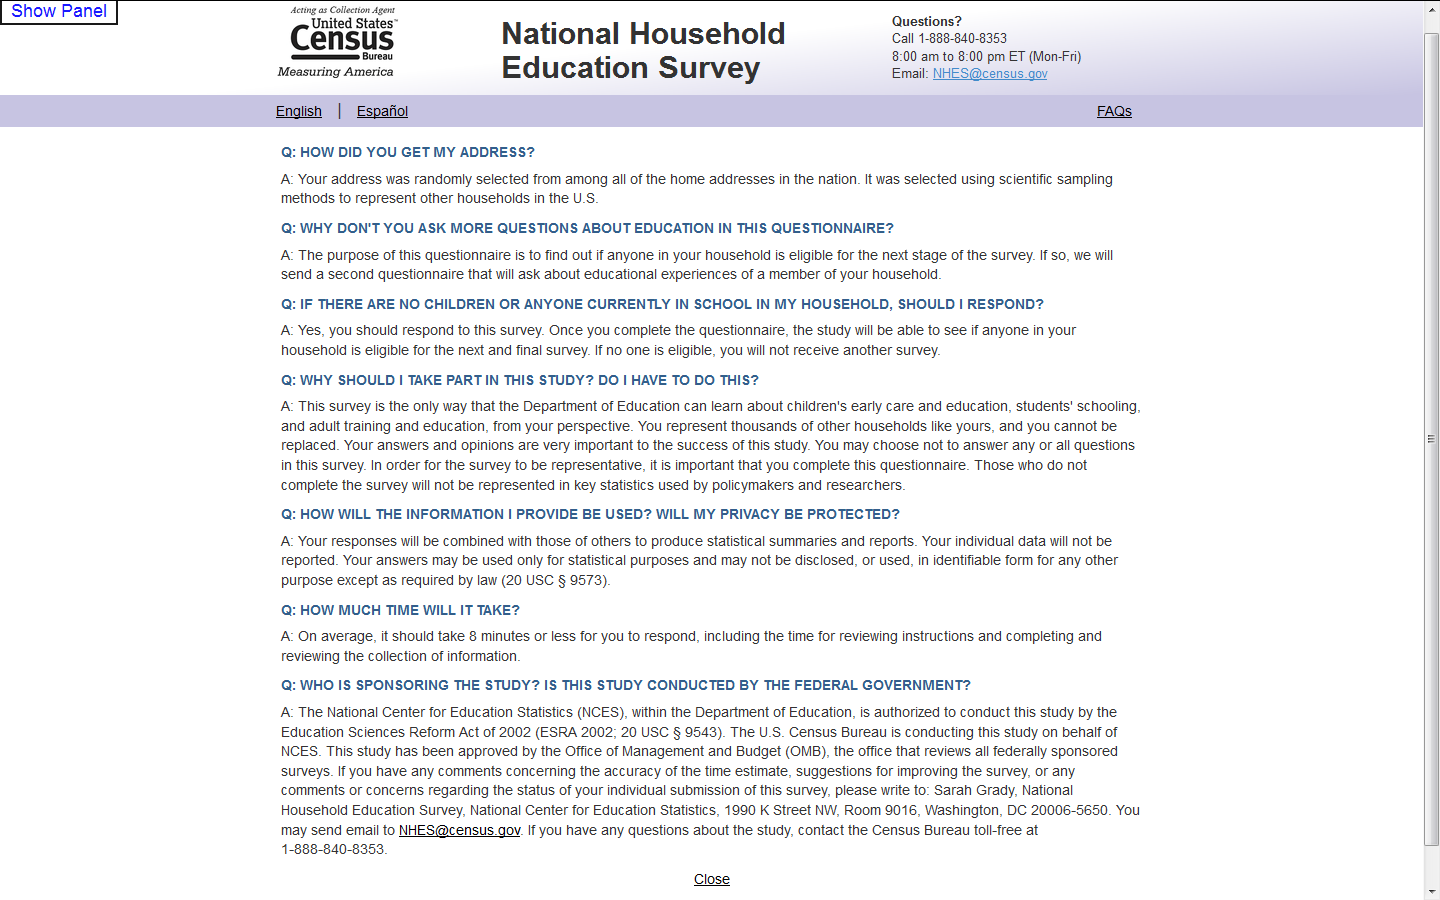 Show Panel
Acting as Collection Agent
United States™
Census
Bureau
Measuring America
National Household
Education Survey
Questions?
Call 1-888-840-8353
8:00 am to 8:00 pm ET (Mon-Fri)
Email: NHES@census.gov
English | Español FAQs
Q: HOW DID YOU GET MY ADDRESS?
A: Your address was randomly selected from among all of the home addresses in the nation. It was selected using scientific sampling
methods to represent other households in the U.S.
Q: WHY DON'T YOU ASK MORE QUESTIONS ABOUT EDUCATION IN THIS QUESTIONNAIRE?
A: The purpose of this questionnaire is to find out if anyone in your household is eligible for the next stage of the survey. If so, we will
send a second questionnaire that will ask about educational experiences of a member of your household.
Q: IF THERE ARE NO CHILDREN OR ANYONE CURRENTLY IN SCHOOL IN MY HOUSEHOLD, SHOULD I RESPOND?
A: Yes, you should respond to this survey. Once you complete the questionnaire, the study will be able to see if anyone in your
household is eligible for the next and final survey. If no one is eligible, you will not receive another survey.
Q: WHY SHOULD I TAKE PART IN THIS STUDY? DO I HAVE TO DO THIS?
A: This survey is the only way that the Department of Education can learn about children's early care and education, students' schooling,
and adult training and education, from your perspective. You represent thousands of other households like yours, and you cannot be
replaced. Your answers and opinions are very important to the success of this study. You may choose not to answer any or all questions
in this survey. In order for the survey to be representative, it is important that you complete this questionnaire. Those who do not
complete the survey will not be represented in key statistics used by policymakers and researchers.
Q: HOW WILL THE INFORMATION I PROVIDE BE USED? WILL MY PRIVACY BE PROTECTED?
A: Your responses will be combined with those of others to produce statistical summaries and reports. Your individual data will not be
reported. Your answers may be used only for statistical purposes and may not be disclosed, or used, in identifiable form for any other
purpose except as required by law (20 USC § 9573).
Q: HOW MUCH TIME WILL IT TAKE?
A: On average, it should take 8 minutes or less for you to respond, including the time for reviewing instructions and completing and
reviewing the collection of information.
Q: WHO IS SPONSORING THE STUDY? IS THIS STUDY CONDUCTED BY THE FEDERAL GOVERNMENT?
A: The National Center for Education Statistics (NCES), within the Department of Education, is authorized to conduct this study by the
Education Sciences Reform Act of 2002 (ESRA 2002; 20 USC § 9543). The U.S. Census Bureau is conducting this study on behalf of
NCES. This study has been approved by the Office of Management and Budget (OMB), the office that reviews all federally sponsored
surveys. If you have any comments concerning the accuracy of the time estimate, suggestions for improving the survey, or any
comments or concerns regarding the status of your individual submission of this survey, please write to: Sarah Grady, National
Household Education Survey, National Center for Education Statistics, 1990 K Street NW, Room 9016, Washington, DC 20006-5650. You
may send email to NHES@census.gov. If you have any questions about the study, contact the Census Bureau toll-free at
1-888-840-8353.
Close